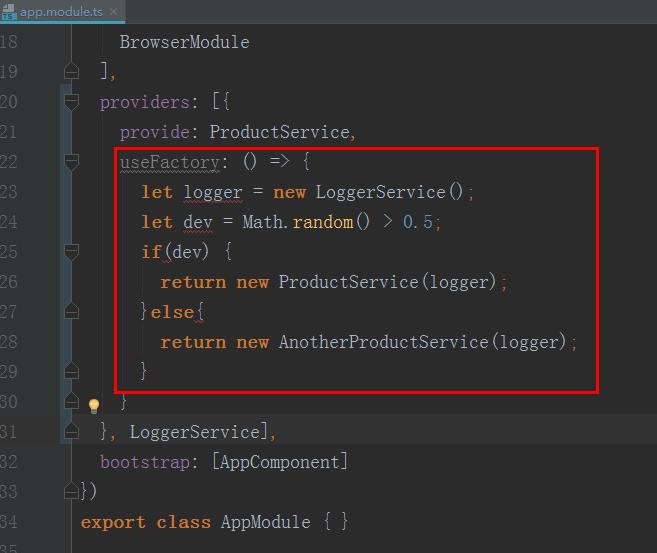 app.module.ts
18 BrowserModule
19 ],
20 providers: [{
21 provide: ProductService,
22 useFactory: () => {
23 let logger = new LoggerService();
24 let dev = Math.random() > 0.5;
25 if(dev) {
26 return new ProductService(logger);
27 }else{
28 return new AnotherProductService(logger);
29 }
30 }
31 }, LoggerService],
32 bootstrap: [AppComponent]
33 })
34 export class AppModule { }
35